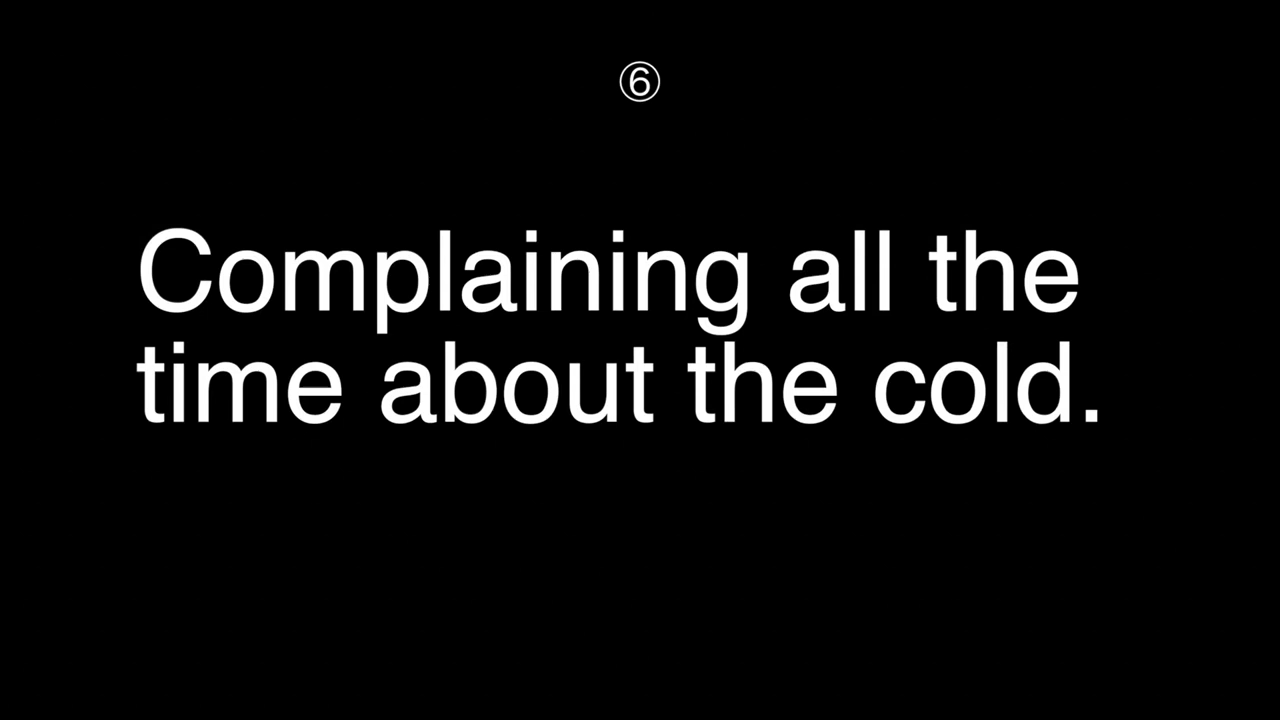 ⑥
Complaining all the
time about the cold.